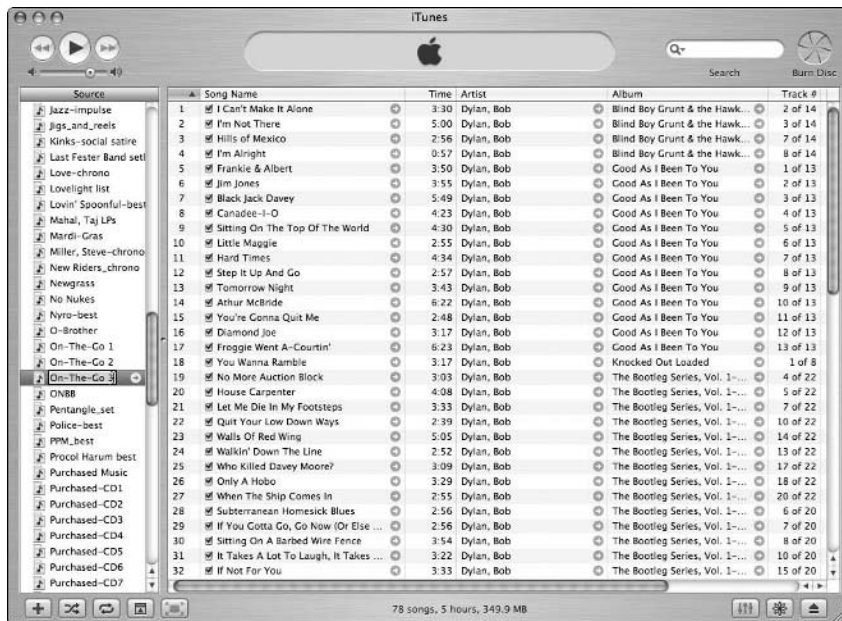 iTunes
Search
Burn Disc
Source
Jazz-impulse
Jigs_and_reels
Kinks-social satire
Last Fester Band setl
Love-chrono
Lovelight list
Lovin' Spoonful-best
Mahal, Taj LPs
Mardi-Gras
Miller, Steve-chrono
New Riders_chrono
Newgrass
No Nukes
Nyro-best
O-Brother
On-The-Go 1
On-The-Go 2
On-The-Go 3
ONBB
Pentangle_set
Police-best
PPM_best
Procol Harum best
Purchased Music
Purchased-CD1
Purchased-CD2
Purchased-CD3
Purchased-CD4
Purchased-CD5
Purchased-CD6
Purchased-CD7
Song Name Time Artist Album Track #
1 I Can't Make It Alone 3:30 Dylan, Bob Blind Boy Grunt & the Hawk... 2 of 14
2 I'm Not There 5:00 Dylan, Bob Blind Boy Grunt & the Hawk... 3 of 14
3 Hills of Mexico 2:56 Dylan, Bob Blind Boy Grunt & the Hawk... 7 of 14
4 I'm Alright 0:57 Dylan, Bob Blind Boy Grunt & the Hawk... 8 of 14
5 Frankie & Albert 3:50 Dylan, Bob Good As I Been To You 1 of 13
6 Jim Jones 3:55 Dylan, Bob Good As I Been To You 2 of 13
7 Black Jack Davey 5:49 Dylan, Bob Good As I Been To You 3 of 13
8 Canadee-I-O 4:23 Dylan, Bob Good As I Been To You 4 of 13
9 Sitting On The Top Of The World 4:30 Dylan, Bob Good As I Been To You 5 of 13
10 Little Maggie 2:55 Dylan, Bob Good As I Been To You 6 of 13
11 Hard Times 4:34 Dylan, Bob Good As I Been To You 7 of 13
12 Step It Up And Go 2:57 Dylan, Bob Good As I Been To You 8 of 13
13 Tomorrow Night 3:43 Dylan, Bob Good As I Been To You 9 of 13
14 Athur McBride 6:22 Dylan, Bob Good As I Been To You 10 of 13
15 You're Gonna Quit Me 2:48 Dylan, Bob Good As I Been To You 11 of 13
16 Diamond Joe 3:17 Dylan, Bob Good As I Been To You 12 of 13
17 Froggie Went A-Courtin' 6:23 Dylan, Bob Good As I Been To You 13 of 13
18 You Wanna Ramble 3:17 Dylan, Bob Knocked Out Loaded 1 of 8
19 No More Auction Block 3:03 Dylan, Bob The Bootleg Series, Vol. 1-... 4 of 22
20 House Carpenter 4:08 Dylan, Bob The Bootleg Series, Vol. 1-... 5 of 22
21 Let Me Die In My Footsteps 3:33 Dylan, Bob The Bootleg Series, Vol. 1-... 7 of 22
22 Quit Your Low Down Ways 2:39 Dylan, Bob The Bootleg Series, Vol. 1-... 10 of 22
23 Walls Of Red Wing 5:05 Dylan, Bob The Bootleg Series, Vol. 1-... 14 of 22
24 Walkin' Down The Line 2:52 Dylan, Bob The Bootleg Series, Vol. 1-... 13 of 22
25 Who Killed Davey Moore? 3:09 Dylan, Bob The Bootleg Series, Vol. 1-... 17 of 22
26 Only A Hobo 3:29 Dylan, Bob The Bootleg Series, Vol. 1-... 18 of 22
27 When The Ship Comes In 2:55 Dylan, Bob The Bootleg Series, Vol. 1-... 20 of 22
28 Subterranean Homesick Blues 2:56 Dylan, Bob The Bootleg Series, Vol. 1-... 6 of 20
29 If You Gotta Go, Go Now (Or Else ... 2:56 Dylan, Bob The Bootleg Series, Vol. 1-... 7 of 20
30 Sitting On A Barbed Wire Fence 3:54 Dylan, Bob The Bootleg Series, Vol. 1-... 8 of 20
31 It Takes A Lot To Laugh, It Takes ... 3:22 Dylan, Bob The Bootleg Series, Vol. 1-... 10 of 20
32 If Not For You 3:33 Dylan, Bob The Bootleg Series, Vol. 1-... 15 of 20
78 songs, 5 hours, 349.9 MB